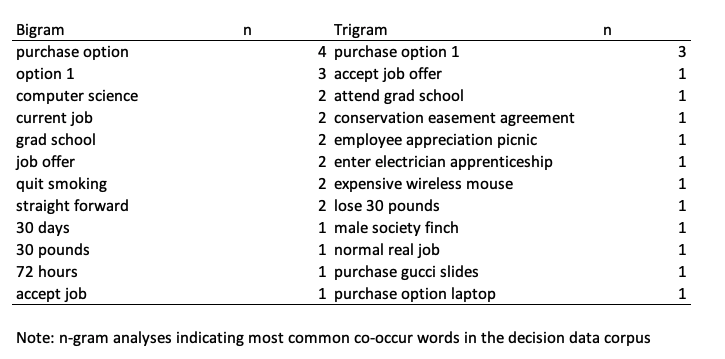 Bigram n Trigram n
purchase option 4 purchase option 1 3
option 1 3 accept job offer 1
computer science 2 attend grad school 1
current job 2 conservation easement agreement 1
grad school 2 employee appreciation picnic 1
job offer 2 enter electrician apprenticeship 1
quit smoking 2 expensive wireless mouse 1
straight forward 2 lose 30 pounds 1
30 days 1 male society finch 1
30 pounds 1 normal real job 1
72 hours 1 purchase gucci slides 1
accept job 1 purchase option laptop 1
Note: n-gram analyses indicating most common co-occur words in the decision data corpus